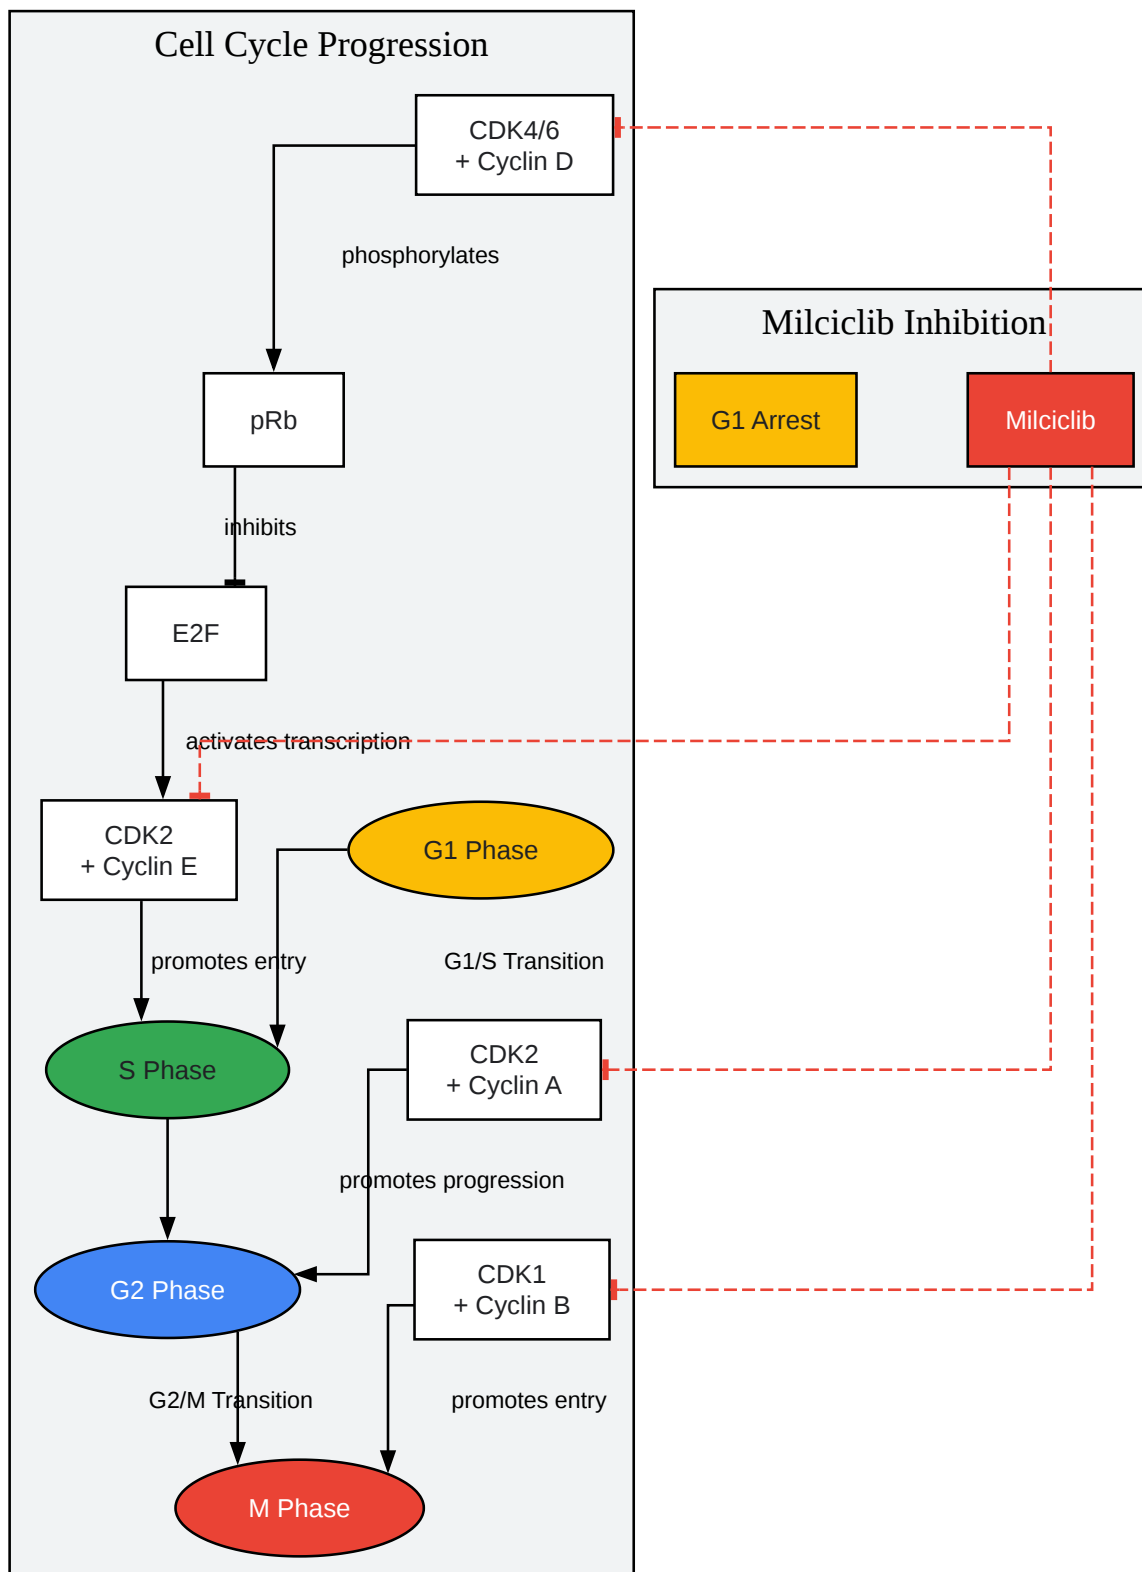 Cell Cycle Progression
CDK4/6
+ Cyclin D
phosphorylates
Milciclib Inhibition
pRb
G1 Arrest
Milciclib
inhibits
E2F
activates transcription
CDK2
+ Cyclin E
G1 Phase
promotes entry
G1/S Transition
S Phase
CDK2
+ Cyclin A
promotes progression
G2 Phase
CDK1
+ Cyclin B
G2/M Transition
promotes entry
M Phase